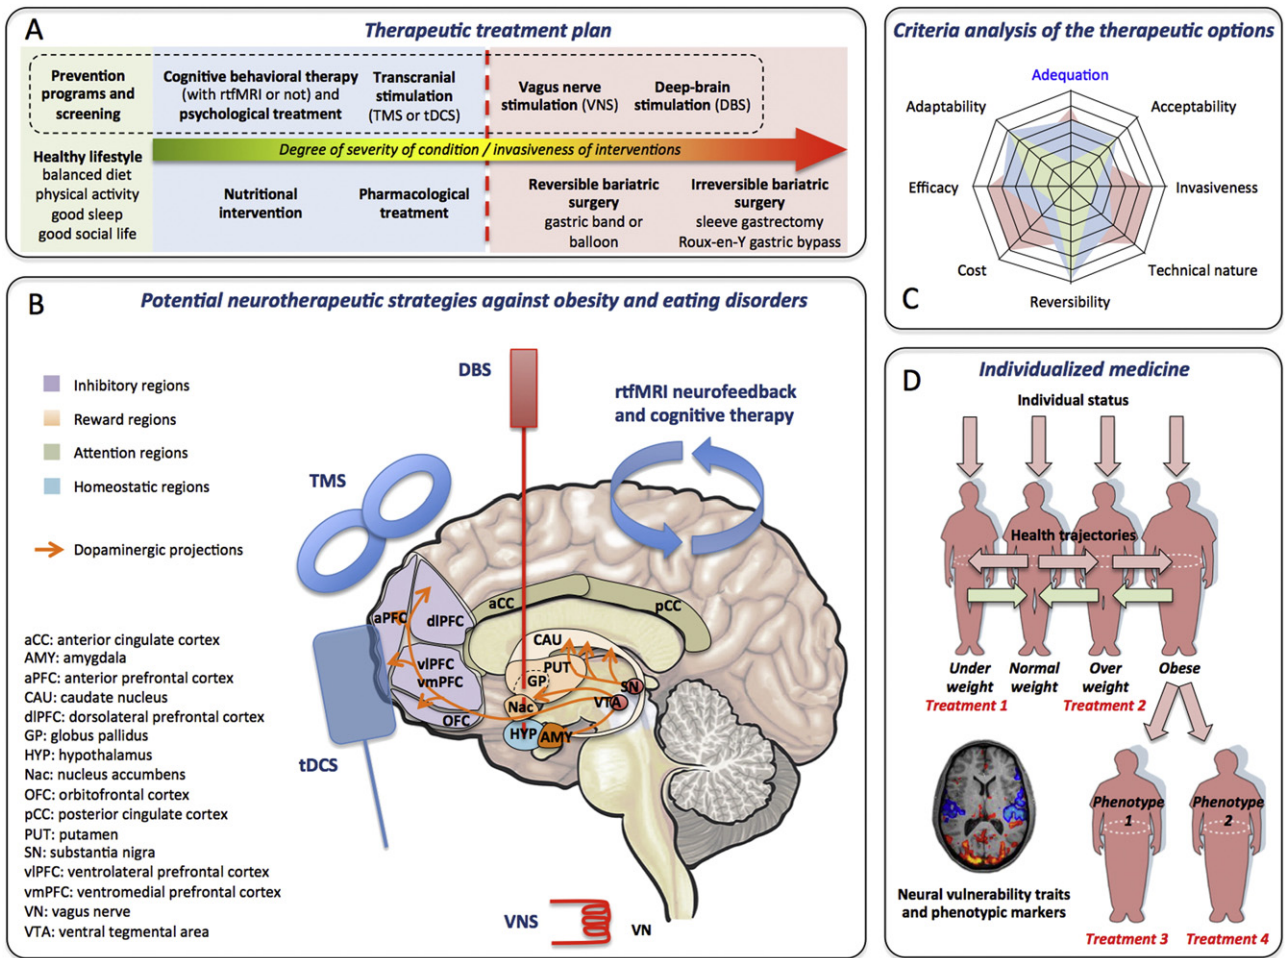 A
Therapeutic treatment plan
Prevention
programs and
screening
Cognitive behavioral therapy
(with rtfMRI or not) and
psychological treatment
Transcranial
stimulation
(TMS or tDCS)
Vagus nerve
stimulation (VNS)
Deep-brain
stimulation (DBS)
Degree of severity of condition / invasiveness of interventions
Healthy lifestyle
balanced diet
physical activity
good sleep
good social life
Nutritional
intervention
Pharmacological
treatment
Reversible bariatric
surgery
gastric band or
balloon
Irreversible bariatric
surgery
sleeve gastrectomy
Roux-en-Y gastric bypass
B
Potential neurotherapeutic strategies against obesity and eating disorders
Inhibitory regions
Reward regions
Attention regions
Homeostatic regions
Dopaminergic projections
DBS
rtfMRI neurofeedback
and cognitive therapy
TMS
tDCS
aPFC
dlPFC
vlPFC
vmPFC
OFC
aCC
pCC
CAU
PUT
GP
Nac
SN
VTA
HYP
AMY
VNS
VN
aCC: anterior cingulate cortex
AMY: amygdala
aPFC: anterior prefrontal cortex
CAU: caudate nucleus
dlPFC: dorsolateral prefrontal cortex
GP: globus pallidus
HYP: hypothalamus
Nac: nucleus accumbens
OFC: orbitofrontal cortex
pCC: posterior cingulate cortex
PUT: putamen
SN: substantia nigra
vlPFC: ventrolateral prefrontal cortex
vmPFC: ventromedial prefrontal cortex
VN: vagus nerve
VTA: ventral tegmental area
Criteria analysis of the therapeutic options
Adequation
Adaptability
Acceptability
Efficacy
Invasiveness
Cost
Technical nature
Reversibility
C
D
Individualized medicine
Individual status
Health trajectories
Under
weight
Treatment 1
Normal
weight
Over
weight
Treatment 2
Obese
Phenotype
1
Phenotype
2
Neural vulnerability traits
and phenotypic markers
Treatment 3
Treatment 4